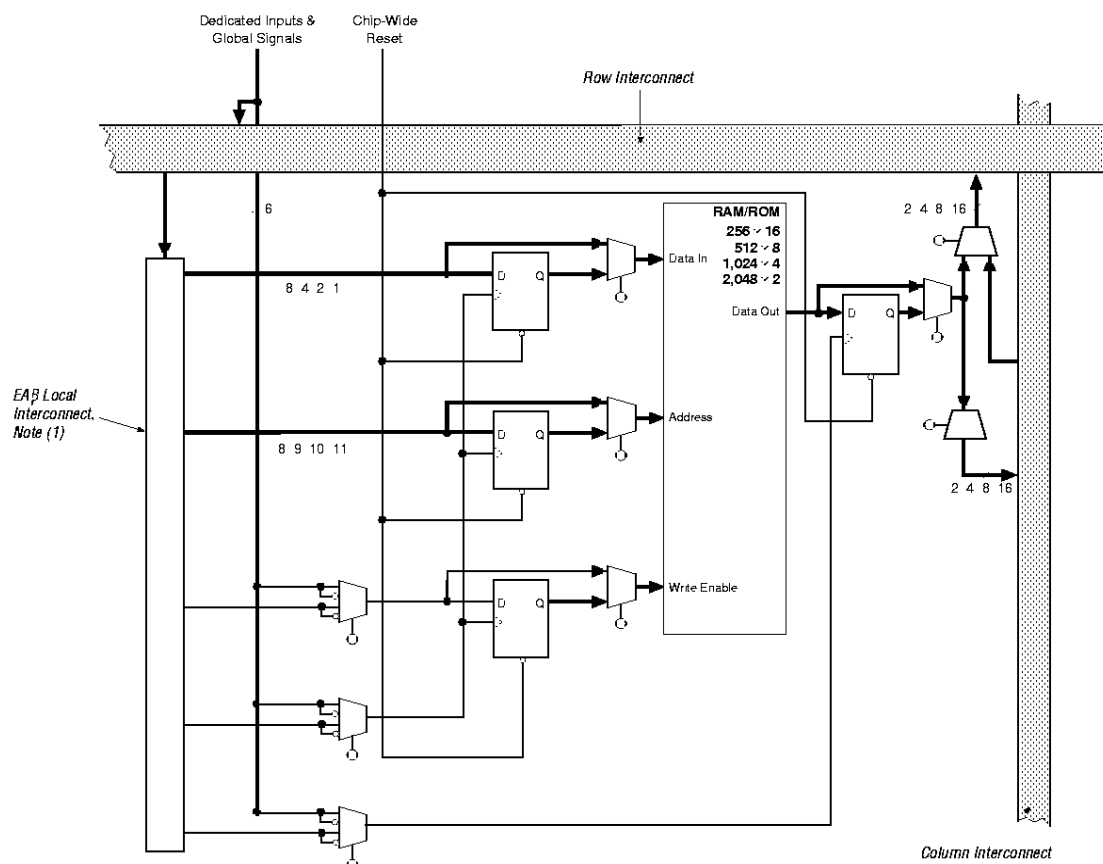 Dedicated Inputs &
Global Signals
Chip-Wide
Reset
Row Interconnect
6
2 4 8 16
RAM/ROM
256 × 16
512 × 8
1,024 × 4
2,048 × 2
D Q
Data In
8 4 2 1
Data Out
D Q
EAβ Local
Interconnect,
Note (1)
D Q
Address
8 9 10 11
2 4 8 16
D Q
Write Enable
Column Interconnect